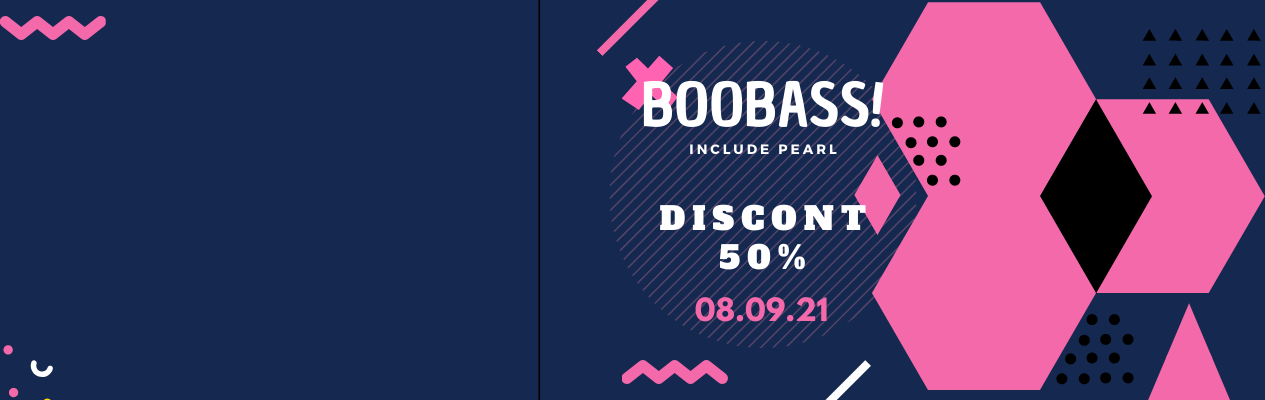 BOOBASS!
INCLUDE PEARL
DISCONT
50%
08.09.21